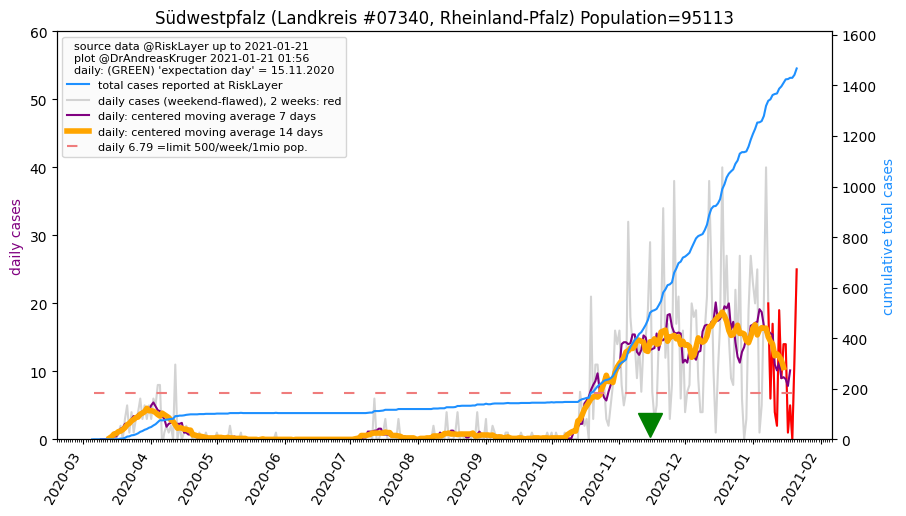 Südwestpfalz (Landkreis #07340, Rheinland-Pfalz) Population=95113
source data @RiskLayer up to 2021-01-21
plot @DrAndreasKruger 2021-01-21 01:56
daily: (GREEN) 'expectation day' = 15.11.2020
total cases reported at RiskLayer
daily cases (weekend-flawed), 2 weeks: red
daily: centered moving average 7 days
daily: centered moving average 14 days
daily 6.79 =limit 500/week/1mio pop.
daily cases
60
50
40
30
20
10
0
1600
1400
1200
1000
800
600
400
200
0
cumulative total cases
2020-03
2020-04
2020-05
2020-06
2020-07
2020-08
2020-09
2020-10
2020-11
2020-12
2021-01
2021-02